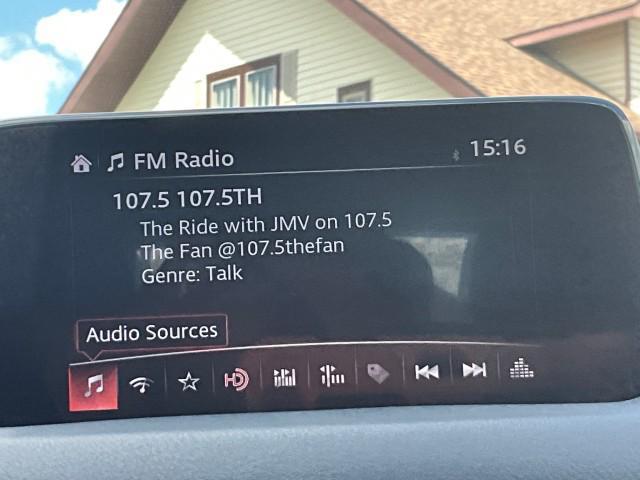 FM Radio
15:16
107.5 107.5TH
The Ride with JMV on 107.5
The Fan @107.5thefan
Genre: Talk
Audio Sources
HD